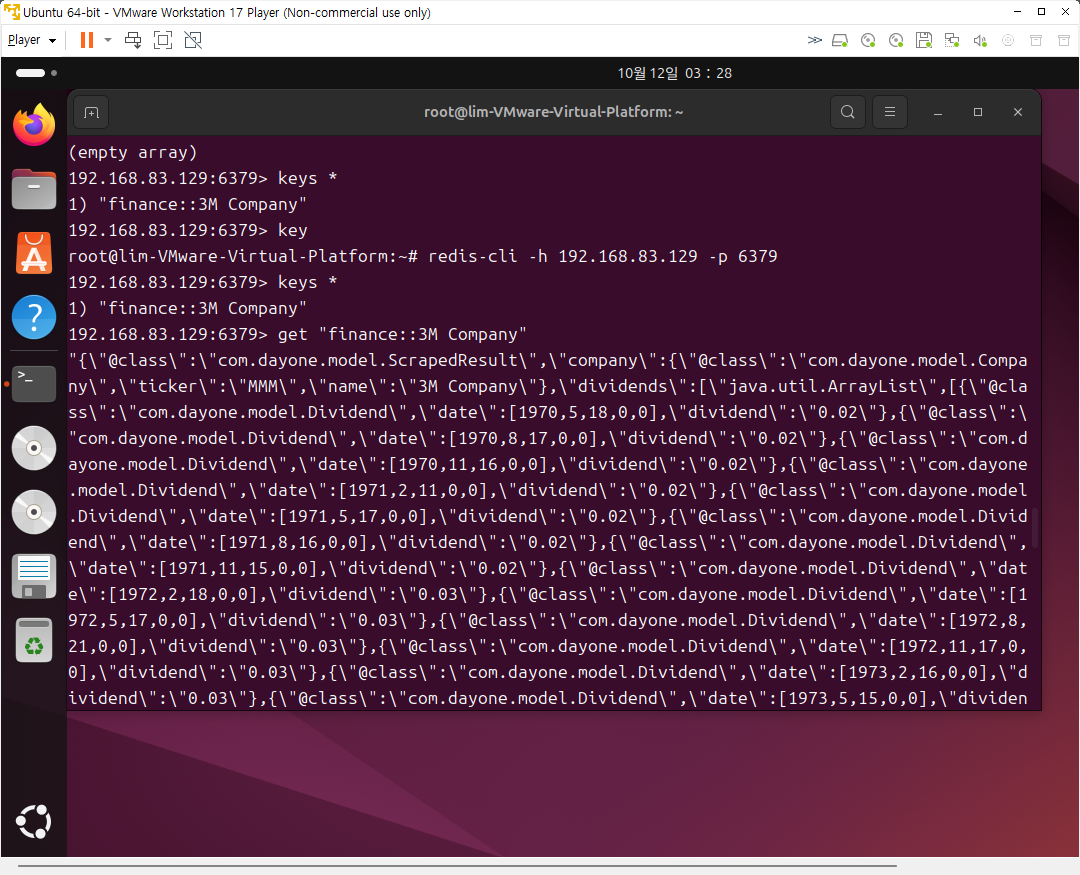 Ubuntu 64-bit - VMware Workstation 17 Player (Non-commercial use only)
Player
10월 12일 03 : 28
root@lim-VMware-Virtual-Platform: ~
(empty array)
192.168.83.129:6379> keys *
1) "finance::3M Company"
192.168.83.129:6379> key
root@lim-VMware-Virtual-Platform:~# redis-cli -h 192.168.83.129 -p 6379
192.168.83.129:6379> keys *
1) "finance::3M Company"
192.168.83.129:6379> get "finance::3M Company"
"{\"@class\":\"com.dayone.model.ScrapedResult\",\"company\":{\"@class\":\"com.dayone.model.Compa
ny\",\"ticker\":\"MMM\",\"name\":\"3M Company\"},\"dividends\":[\"java.util.ArrayList\",[{\"@cla
ss\":\"com.dayone.model.Dividend\",\"date\":[1970,5,18,0,0],\"dividend\":\"0.02\"},{\"@class\":\
"com.dayone.model.Dividend\",\"date\":[1970,8,17,0,0],\"dividend\":\"0.02\"},{\"@class\":\"com.d
ayone.model.Dividend\",\"date\":[1970,11,16,0,0],\"dividend\":\"0.02\"},{\"@class\":\"com.dayone
.model.Dividend\",\"date\":[1971,2,11,0,0],\"dividend\":\"0.02\"},{\"@class\":\"com.dayone.model
.Dividend\",\"date\":[1971,5,17,0,0],\"dividend\":\"0.02\"},{\"@class\":\"com.dayone.model.Divid
end\",\"date\":[1971,8,16,0,0],\"dividend\":\"0.02\"},{\"@class\":\"com.dayone.model.Dividend\",
\"date\":[1971,11,15,0,0],\"dividend\":\"0.02\"},{\"@class\":\"com.dayone.model.Dividend\",\"dat
e\":[1972,2,18,0,0],\"dividend\":\"0.03\"},{\"@class\":\"com.dayone.model.Dividend\",\"date\":[1
972,5,17,0,0],\"dividend\":\"0.03\"},{\"@class\":\"com.dayone.model.Dividend\",\"date\":[1972,8,
21,0,0],\"dividend\":\"0.03\"},{\"@class\":\"com.dayone.model.Dividend\",\"date\":[1972,11,17,0,
0],\"dividend\":\"0.03\"},{\"@class\":\"com.dayone.model.Dividend\",\"date\":[1973,2,16,0,0],\"d
ividend\":\"0.03\"},{\"@class\":\"com.dayone.model.Dividend\",\"date\":[1973,5,15,0,0],\"dividen